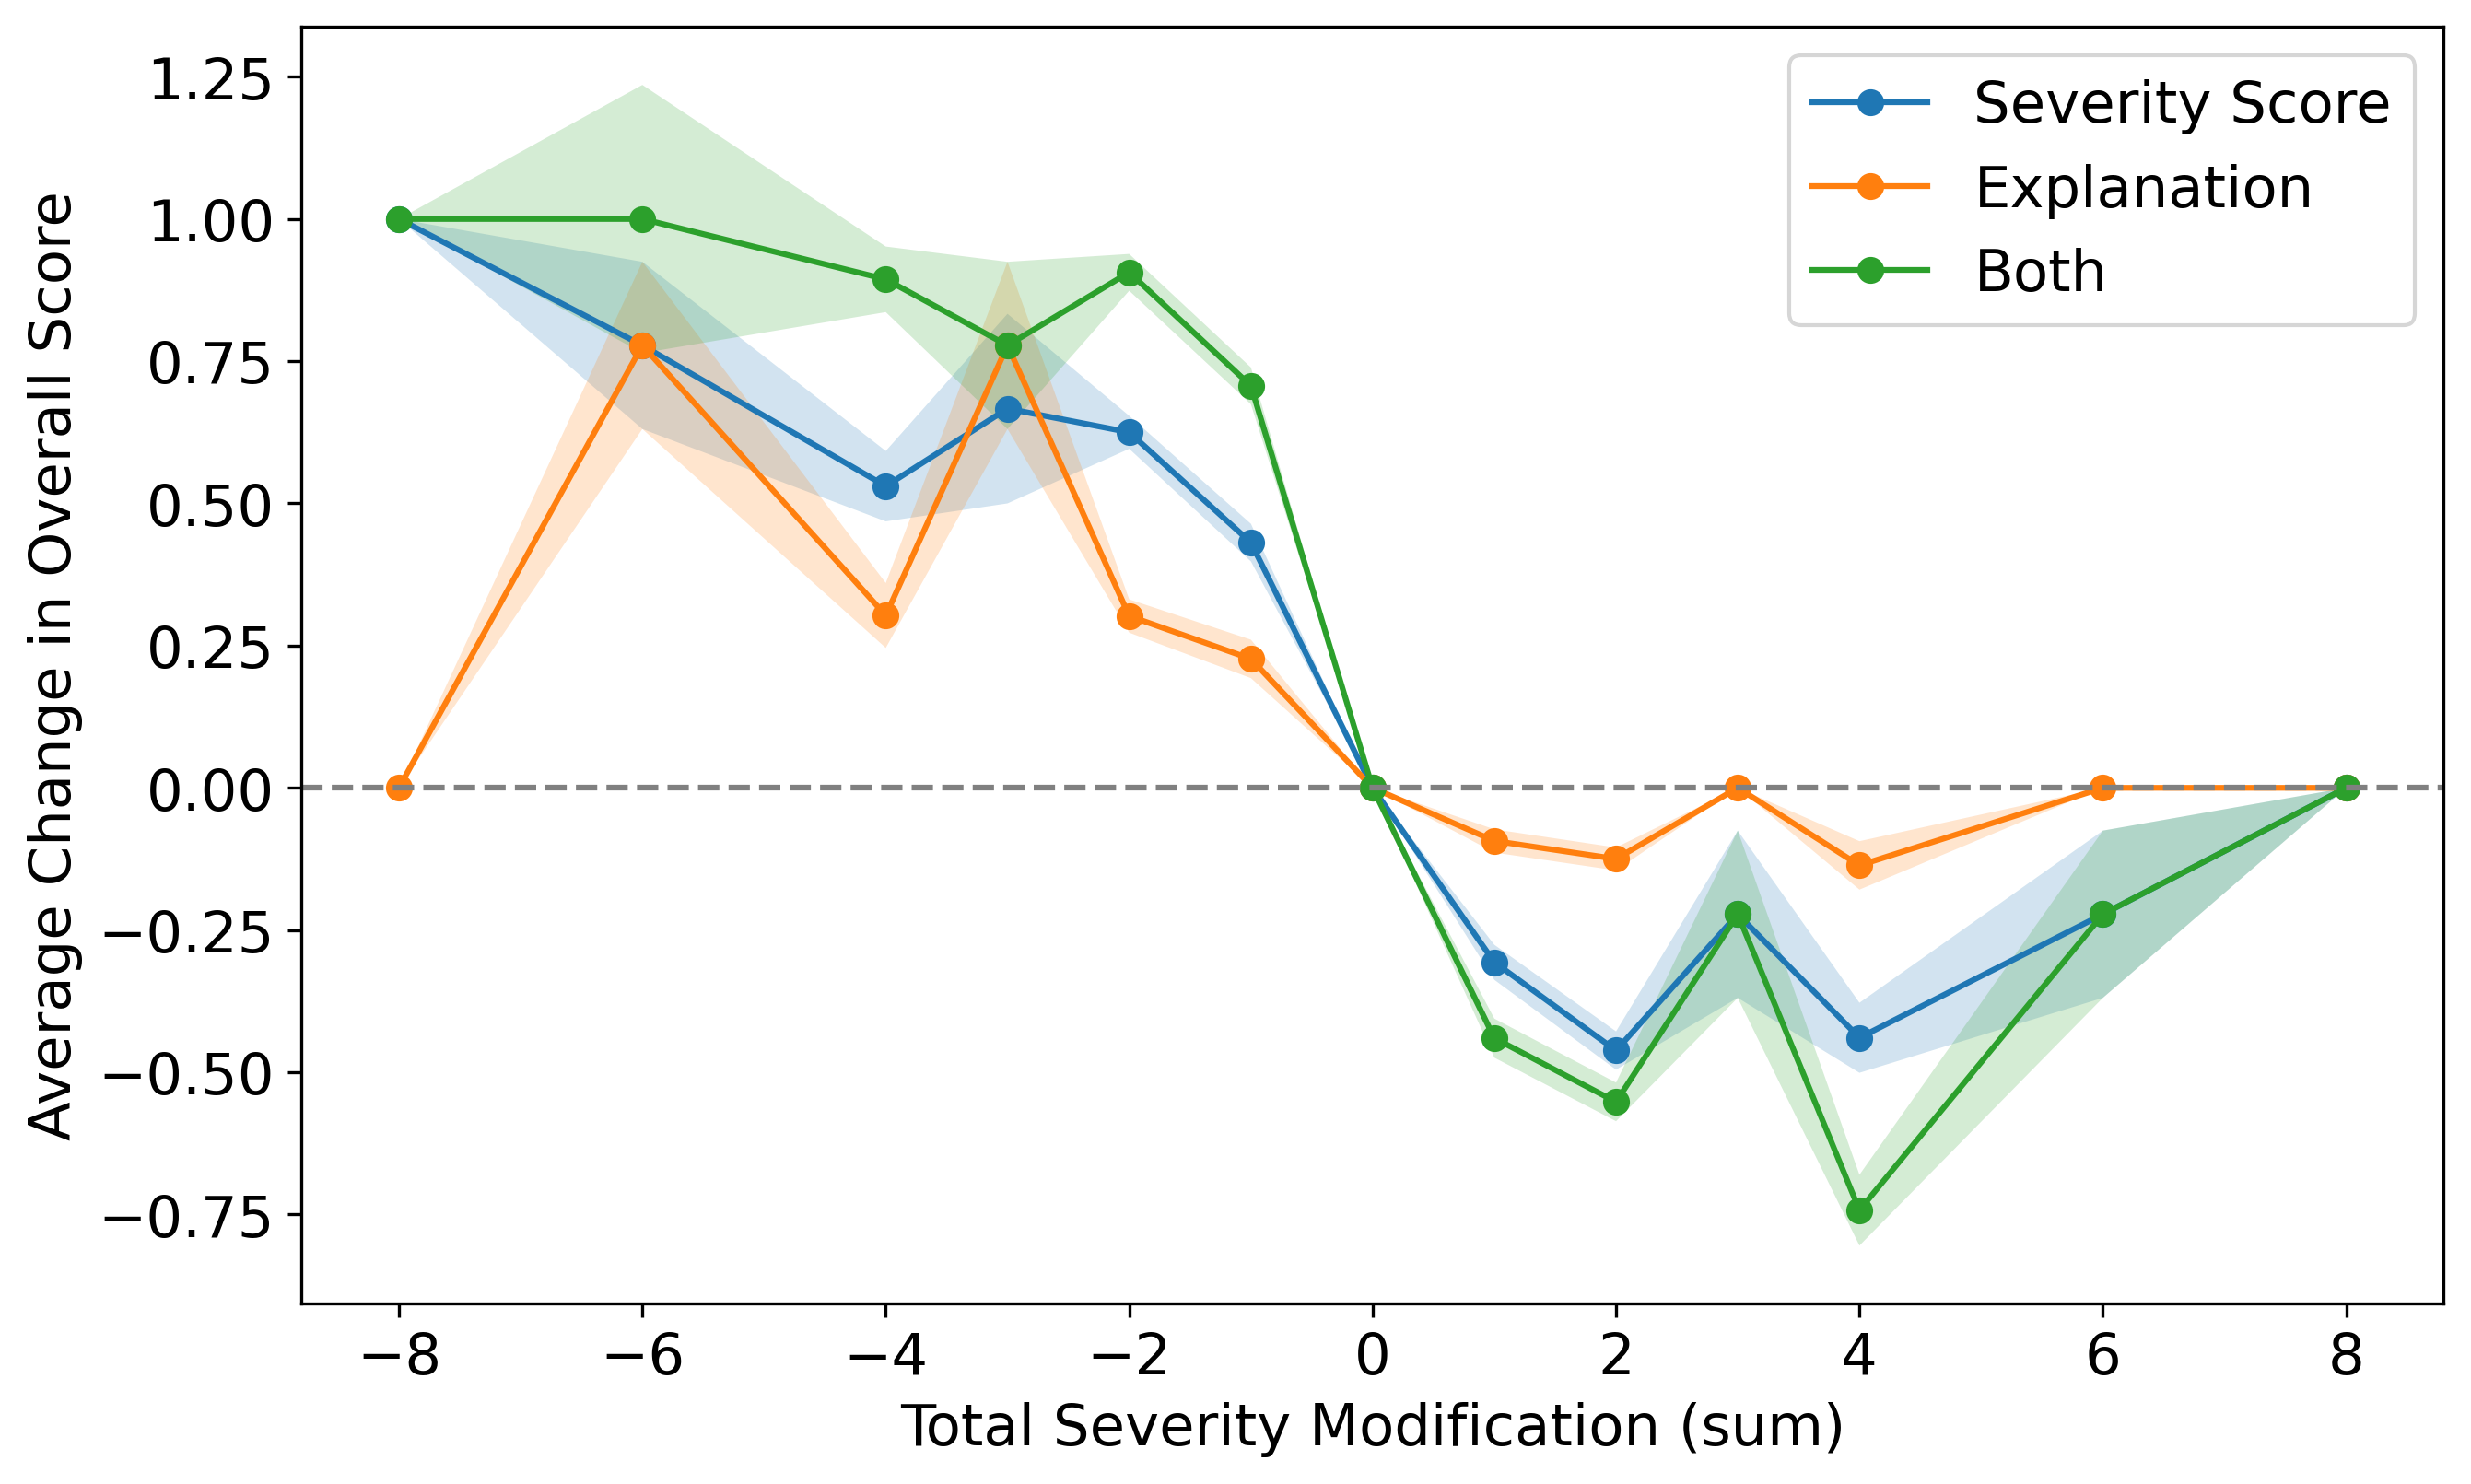 1.25
1.00
0.75
0.50
0.25
0.00
−0.25
−0.50
−0.75
Average Change in Overall Score
Severity Score
Explanation
Both
−8 −6 −4 −2 0 2 4 6 8
Total Severity Modification (sum)